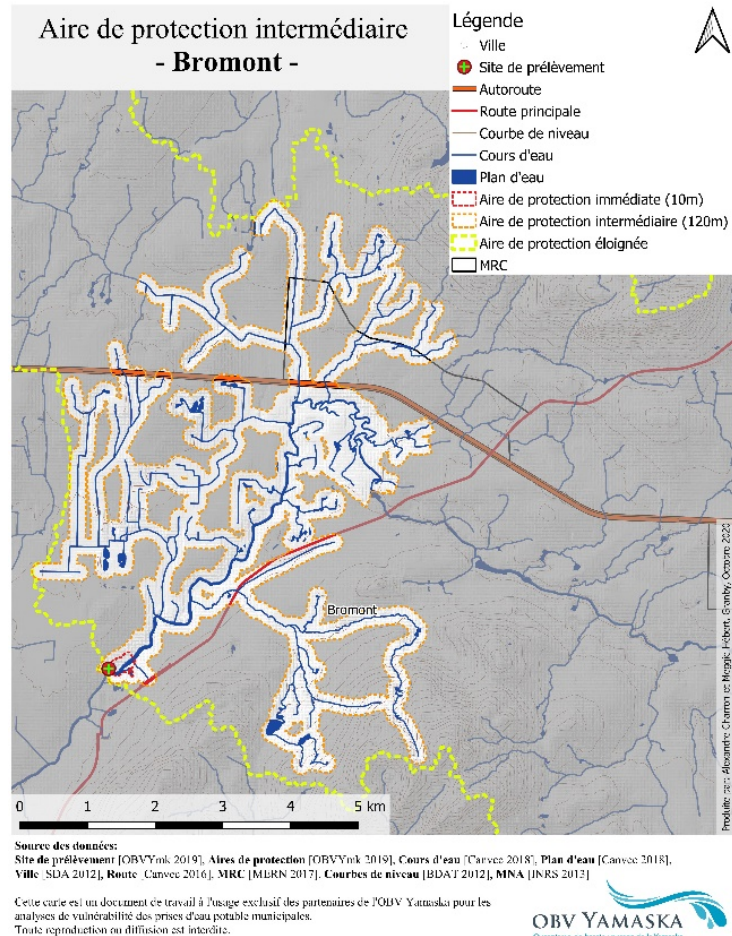 Aire de protection intermédiaire
- Bromont -
Légende
Ville
Site de prélèvement
Autoroute
Route principale
Courbe de niveau
Cours d'eau
Plan d'eau
Aire de protection immédiate (10m)
Aire de protection intermédiaire (120m)
Aire de protection éloignée
MRC
Bromont
0 1 2 3 4 5 km
Produite par: Alexandre Charron et Meggie Hébert, Granby, Octobre 2020
Source des données:
Site de prélèvement [OBVYmk 2019], Aires de protection [OBVYmk 2019], Cours d'eau [Canvec 2018], Plan d'eau [Canvec 2018],
Ville [SDA 2012], Route [Canvec 2016], MRC [MERN 2017], Courbes de niveau [BDAT 2012], MNA [INRS 2013]
Cette carte est un document de travail à l'usage exclusif des partenaires de l'OBV Yamaska pour les
analyses de vulnérabilité des prises d'eau potable municipales.
Toute reproduction ou diffusion est interdite.
OBV YAMASKA